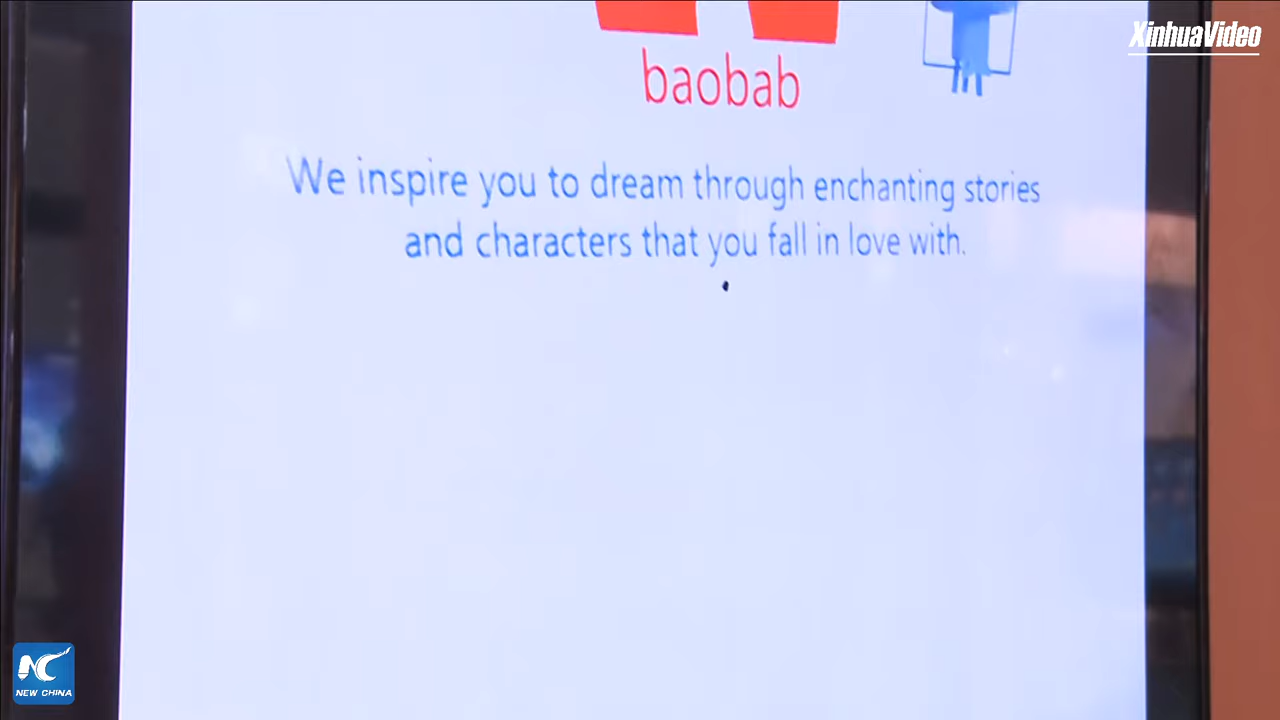 XinhuaVideo
baobab
We inspire you to dream through enchanting stories
and characters that you fall in love with.
NC
NEW CHINA